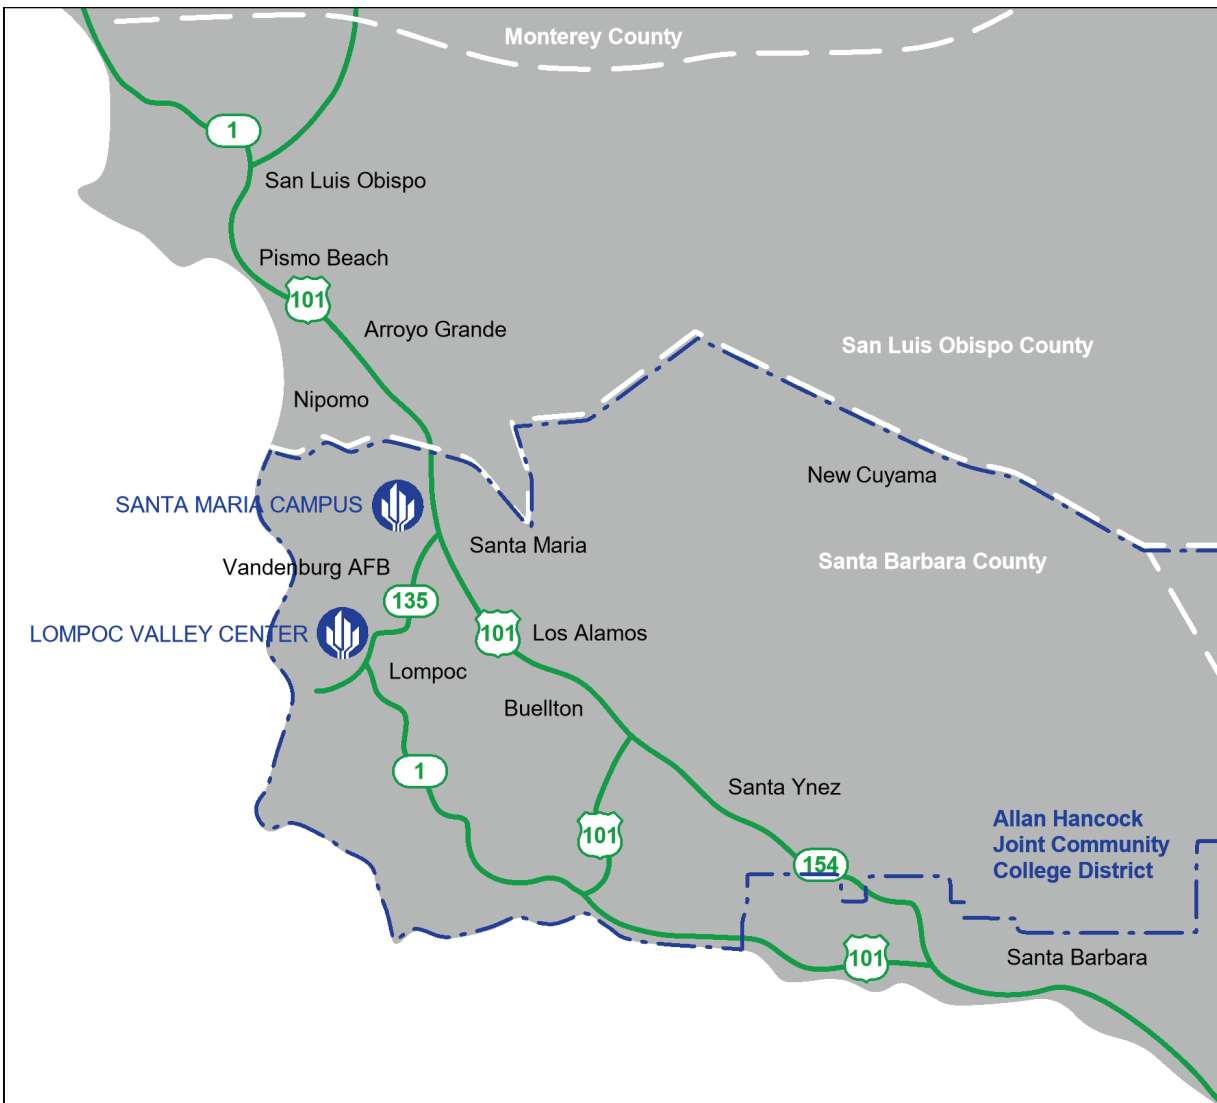 Monterey County
1
San Luis Obispo
Pismo Beach
101
Arroyo Grande
San Luis Obispo County
Nipomo
New Cuyama
SANTA MARIA CAMPUS
Santa Maria
Santa Barbara County
Vandenburg AFB
135
LOMPOC VALLEY CENTER
101
Los Alamos
Lompoc
Buellton
1
Santa Ynez
101
Allan Hancock
Joint Community
College District
154
101
Santa Barbara